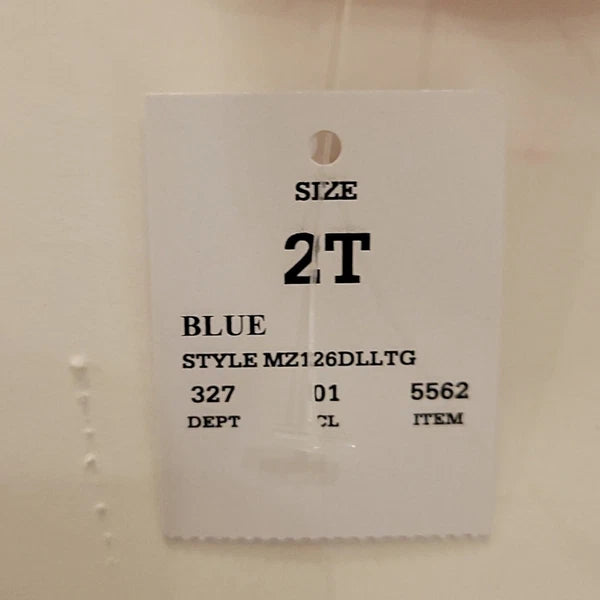 SIZE
2T
BLUE
STYLE MZ126DLLTG
327 01 5562
DEPT CL ITEM